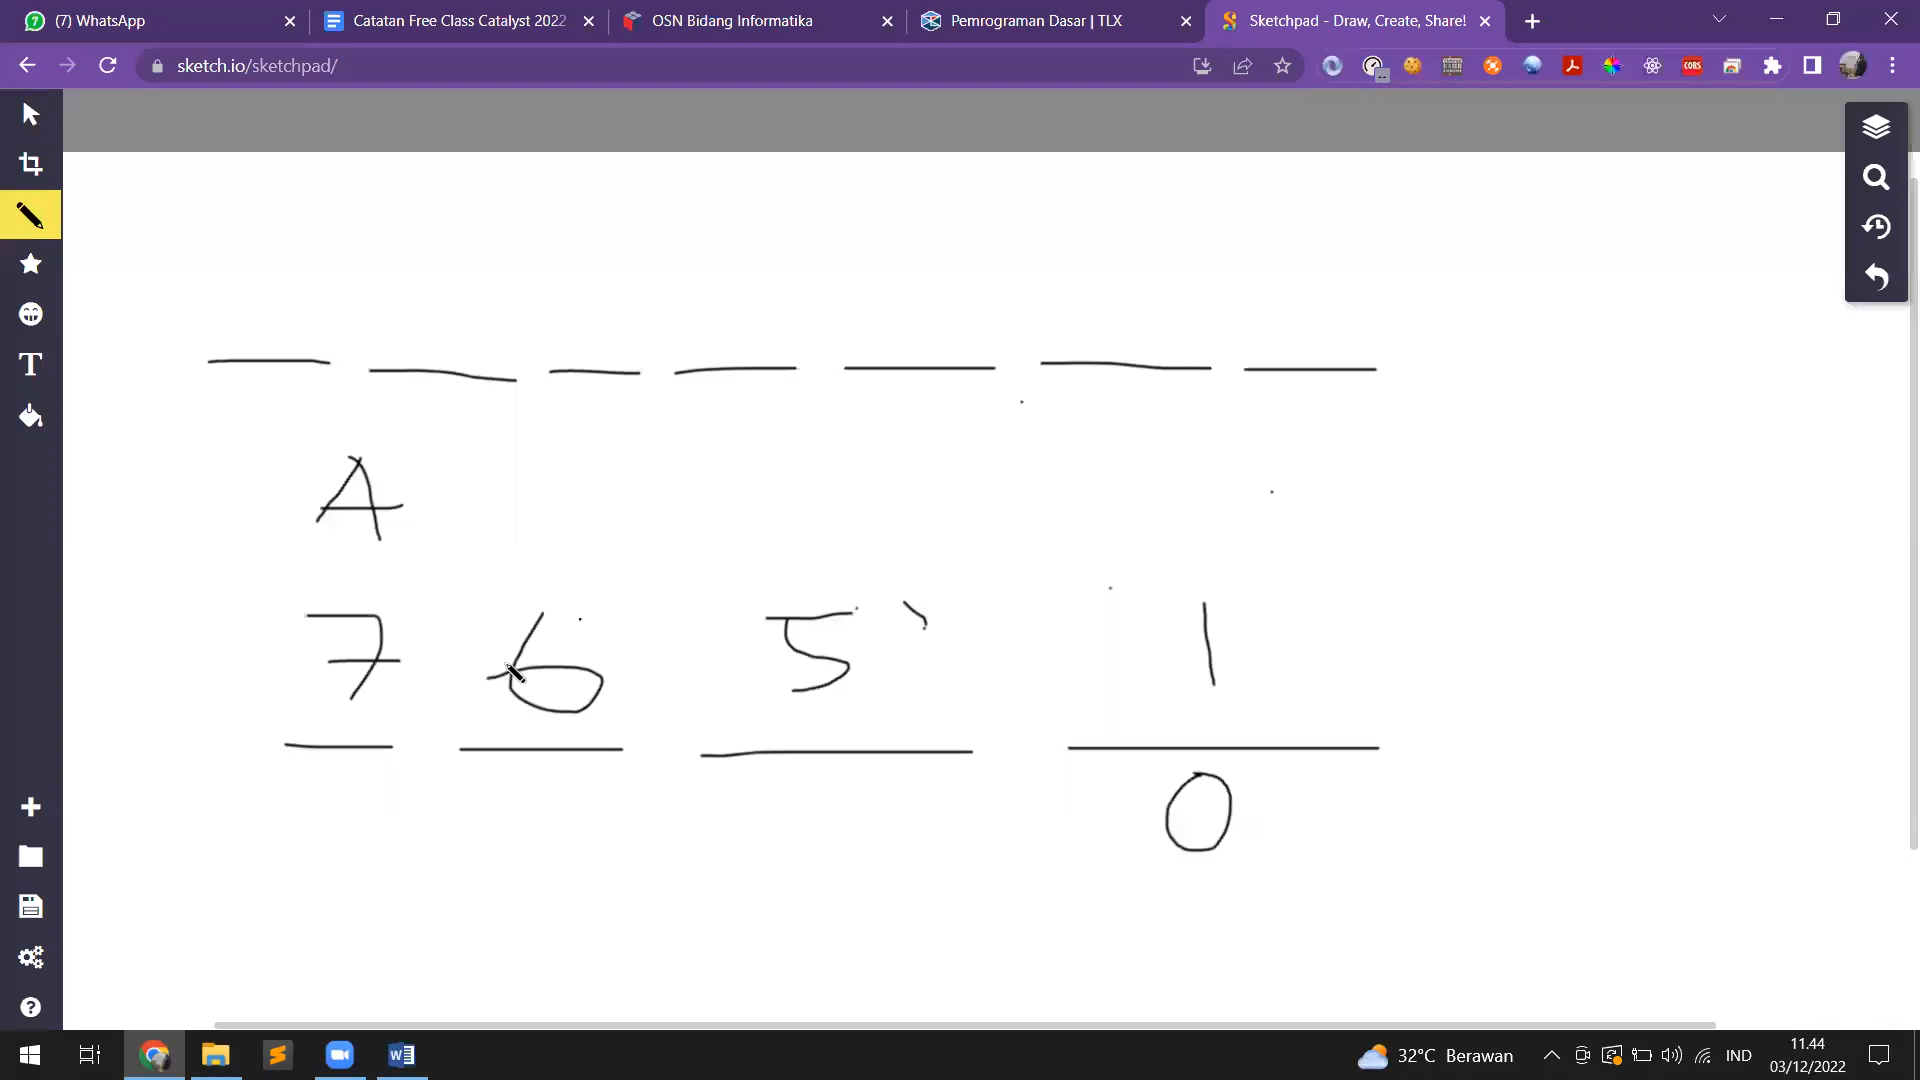 (7) WhatsApp
Catatan Free Class Catalyst 2022
OSN Bidang Informatika
Pemrograman Dasar | TLX
Sketchpad - Draw, Create, Share!
sketch.io/sketchpad/
CORS
T
A
7 6 5 1
0
32°C Berawan
IND
11.44
03/12/2022